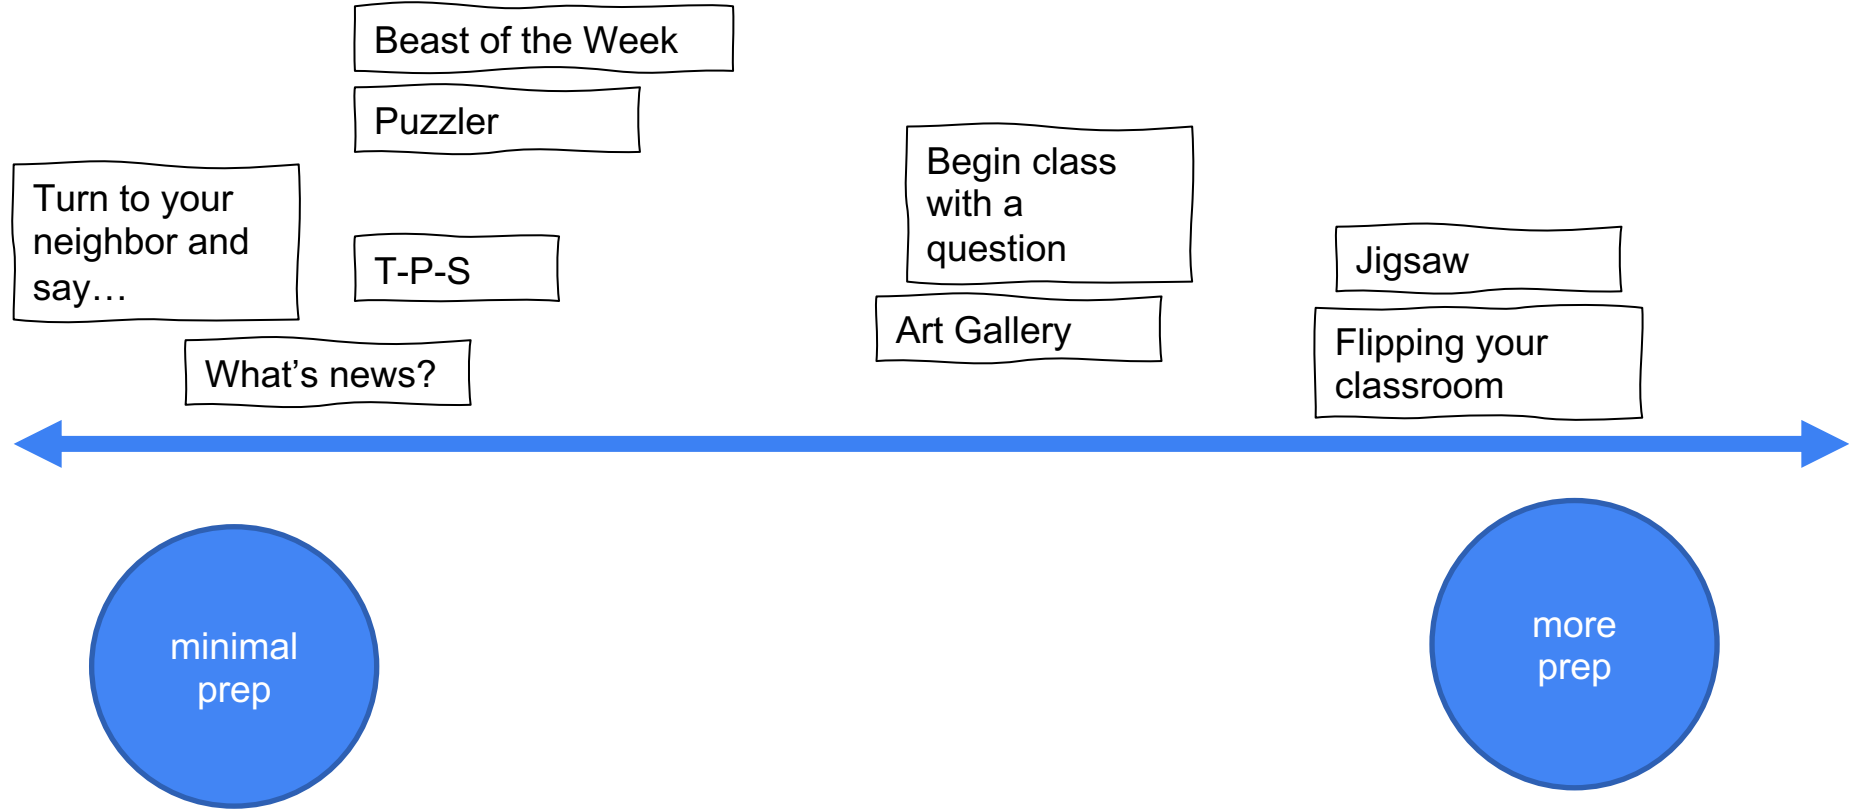 Beast of the Week
Puzzler
Turn to your
neighbor and
say…
T-P-S
What’s news?
Begin class
with a
question
Art Gallery
Jigsaw
Flipping your
classroom
minimal
prep
more
prep